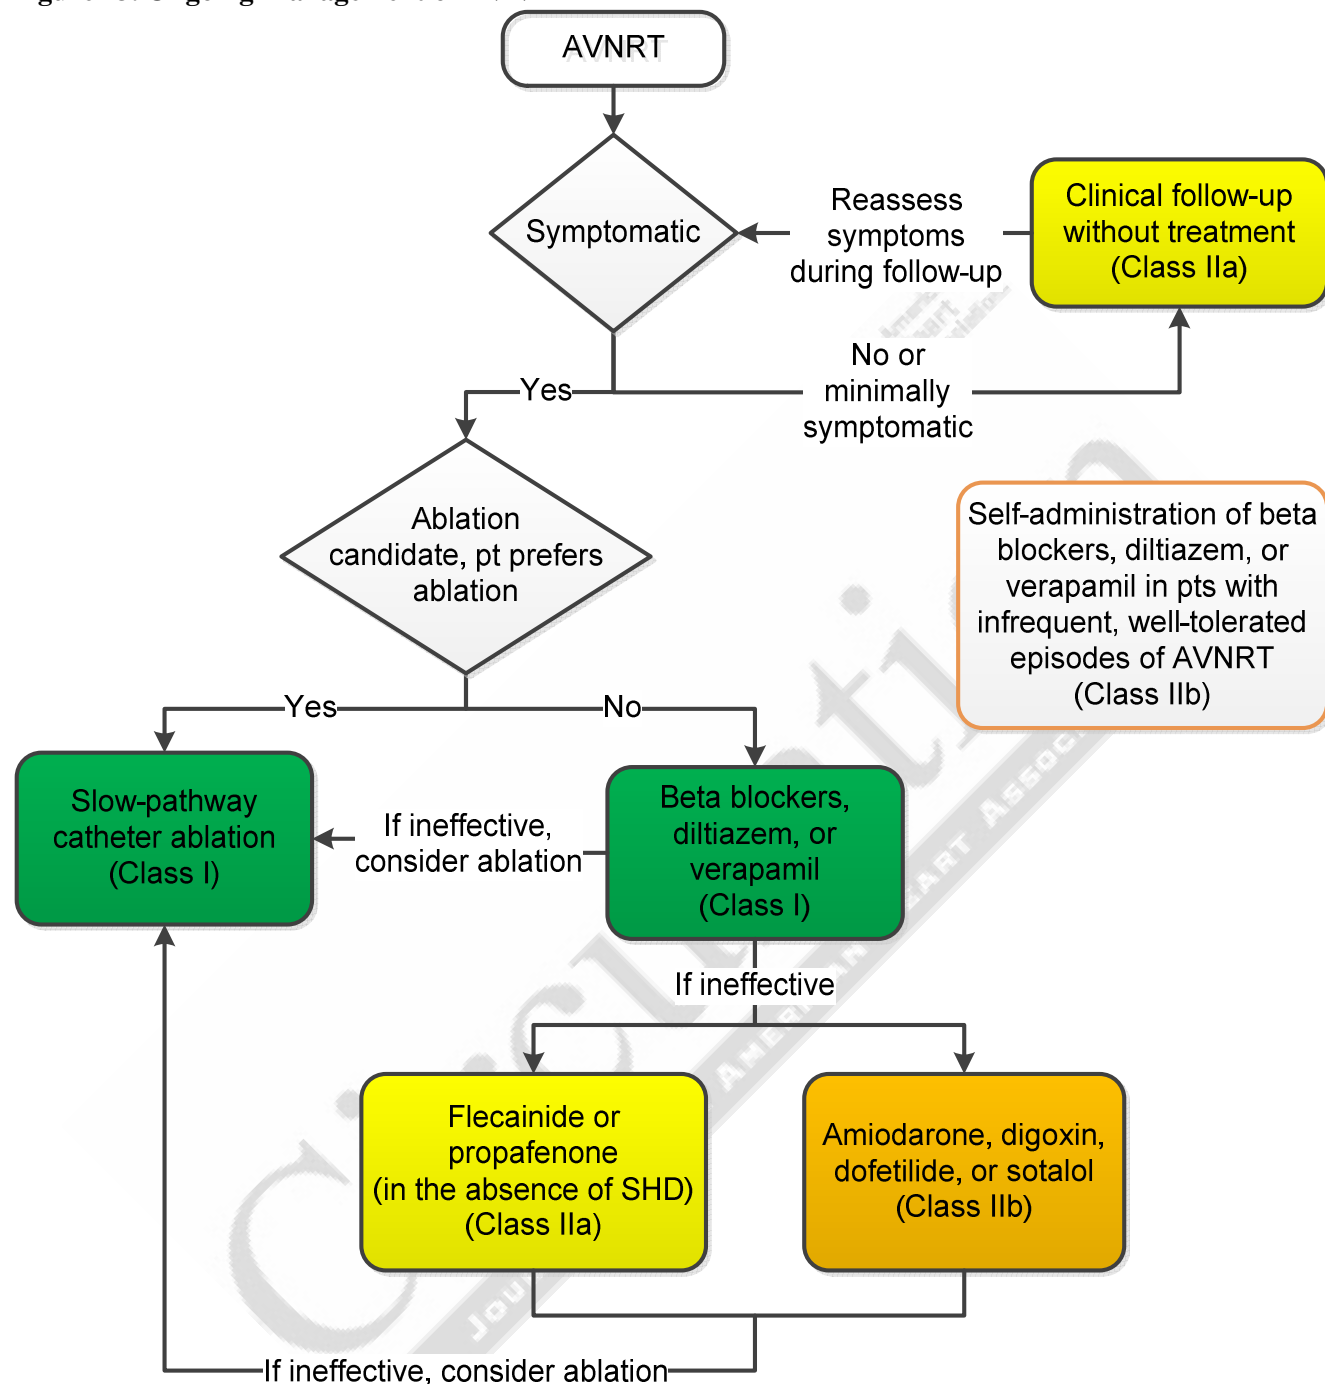 AVNRT
Symptomatic
Reassess
symptoms
during follow-up
Clinical follow-up
without treatment
(Class IIa)
Yes
No or
minimally
symptomatic
Ablation
candidate, pt prefers
ablation
Self-administration of beta
blockers, diltiazem, or
verapamil in pts with
infrequent, well-tolerated
episodes of AVNRT
(Class IIb)
Yes
No
Slow-pathway
catheter ablation
(Class I)
If ineffective,
consider ablation
Beta blockers,
diltiazem, or
verapamil
(Class I)
If ineffective
Flecainide or
propafenone
(in the absence of SHD)
(Class IIa)
Amiodarone, digoxin,
dofetilide, or sotalol
(Class IIb)
If ineffective, consider ablation